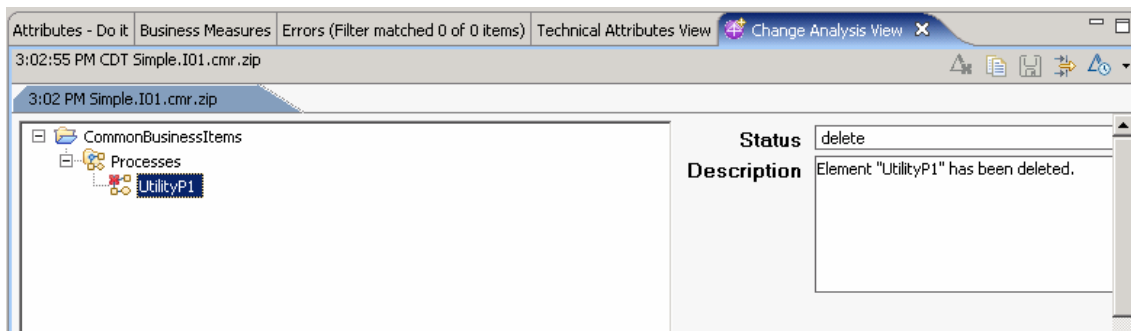 Attributes - Do it Business Measures Errors (Filter matched 0 of 0 items) Technical Attributes View Change Analysis View
3:02:55 PM CDT Simple.I01.cmr.zip
3:02 PM Simple.I01.cmr.zip
CommonBusinessItems
Processes
UtilityP1
Status delete
Description Element "UtilityP1" has been deleted.